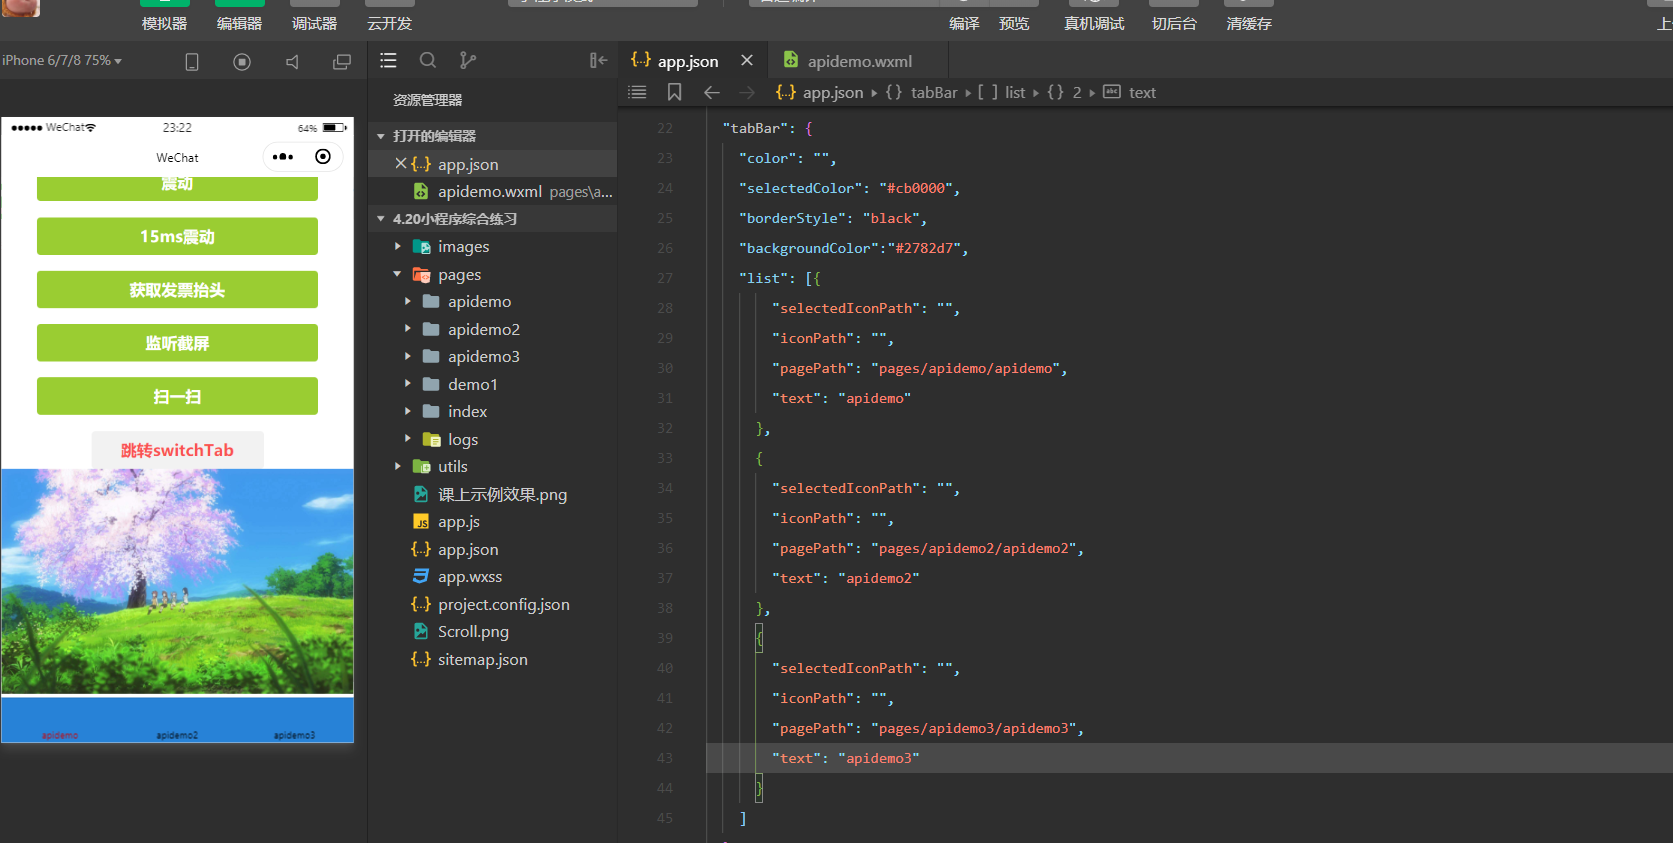 模拟器 编辑器 调试器 云开发 编译 预览 真机调试 切后台 清缓存
iPhone 6/7/8 75%
app.json
apidemo.wxml
资源管理器
app.json tabBar [ ] list { } 2 abc text
打开的编辑器
app.json
apidemo.wxml pages\a...
4.20小程序综合练习
images
pages
apidemo
apidemo2
apidemo3
demo1
index
logs
utils
课上示例效果.png
app.js
app.json
app.wxss
project.config.json
Scroll.png
sitemap.json
WeChat 23:22 64%
WeChat
震动
15ms震动
获取发票抬头
监听截屏
扫一扫
跳转switchTab
apidemo apidemo2 apidemo3
22 "tabBar": {
23 "color": "",
24 "selectedColor": "#cb0000",
25 "borderStyle": "black",
26 "backgroundColor":"#2782d7",
27 "list": [{
28 "selectedIconPath": "",
29 "iconPath": "",
30 "pagePath": "pages/apidemo/apidemo",
31 "text": "apidemo"
32 },
33 {
34 "selectedIconPath": "",
35 "iconPath": "",
36 "pagePath": "pages/apidemo2/apidemo2",
37 "text": "apidemo2"
38 },
39 {
40 "selectedIconPath": "",
41 "iconPath": "",
42 "pagePath": "pages/apidemo3/apidemo3",
43 "text": "apidemo3"
44 }
45 ]